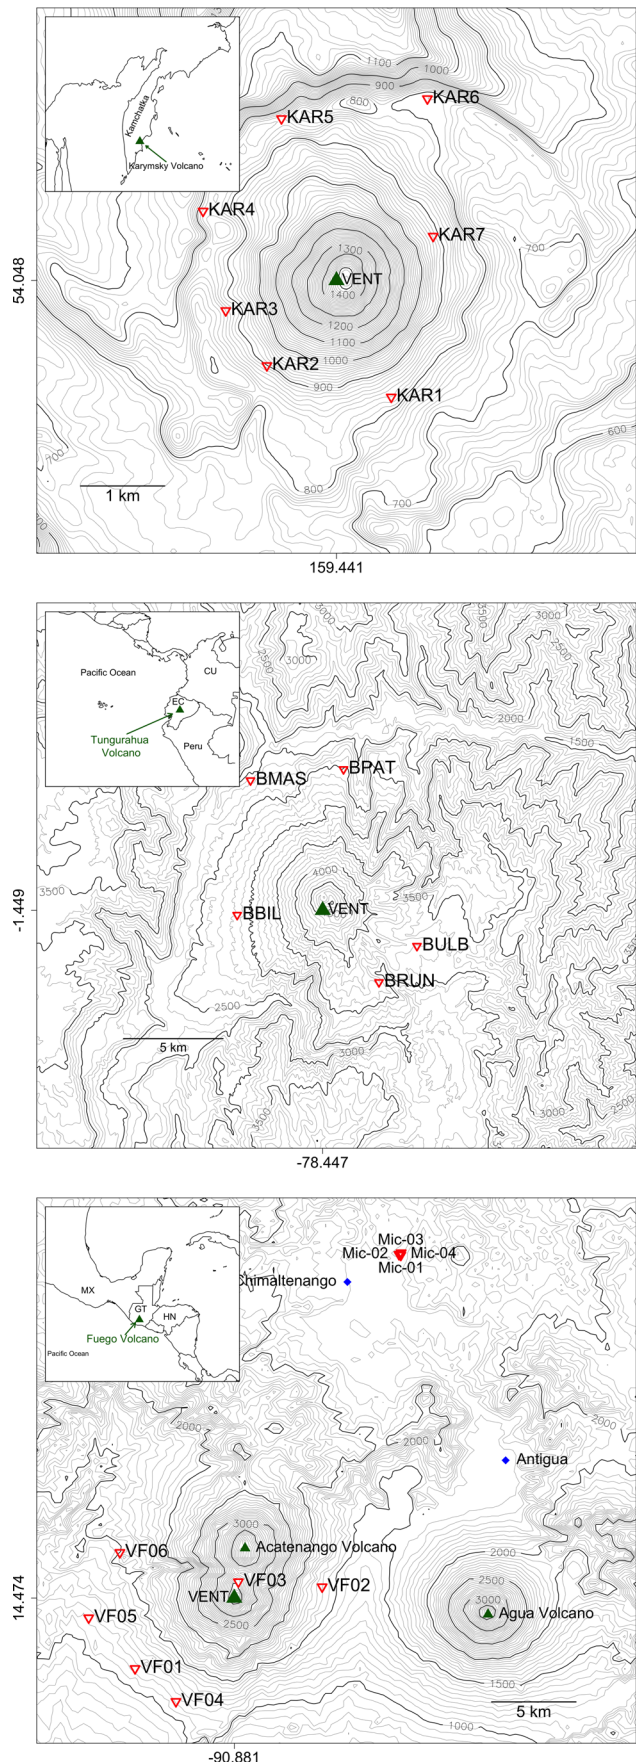 1100
1000
900
KAR6
800
KAR5
Kamchatka
Karymsky Volcano
KAR4
KAR7
1300
700
VENT
1400
54.048
KAR3
1200
1100
KAR2
1000
900
KAR1
600
700
800
700
1 km
159.441
3500
3000
2500
3000
Pacific Ocean
CU
EC
2000
Tungurahua
Volcano
Peru
1500
BPAT
BMAS
4000
3500
3500
BBIL
VENT
-1.449
BULB
BRUN
2500
5 km
3000
3500
3000
2500
3000
-78.447
Mic-03
Mic-02
Mic-04
Mic-01
Chimaltenango
MX
GT
HN
Fuego Volcano
Pacific Ocean
2000
2000
2000
Antigua
3000
Acatenango Volcano
VF06
2000
VF03
VF02
2500
VENT
3000
14.474
2500
Agua Volcano
VF05
VF01
1500
VF04
5 km
1000
-90.881